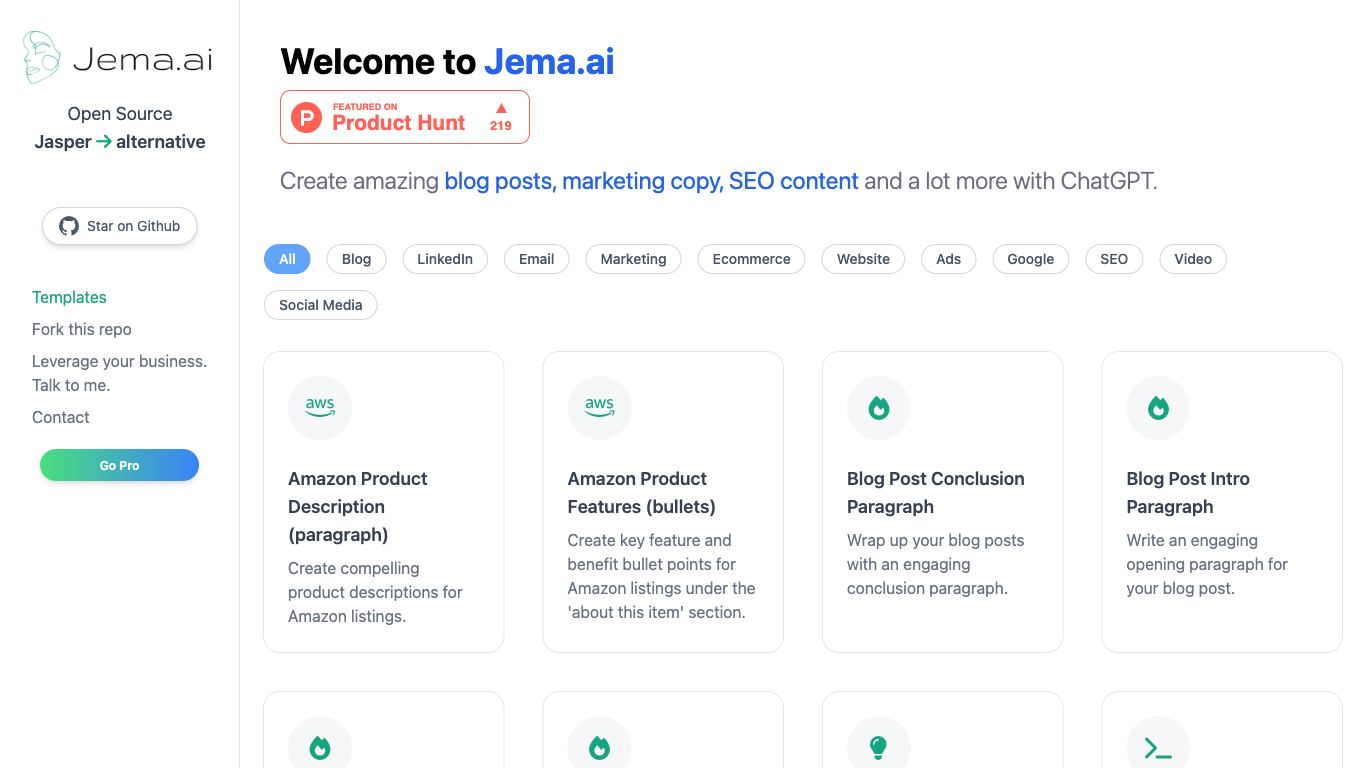 Jema.ai
Open Source
Jasper → alternative
Star on Github
Templates
Fork this repo
Leverage your business.
Talk to me.
Contact
Go Pro
Welcome to Jema.ai
FEATURED ON
Product Hunt
219
Create amazing blog posts, marketing copy, SEO content and a lot more with ChatGPT.
All
Blog
LinkedIn
Email
Marketing
Ecommerce
Website
Ads
Google
SEO
Video
Social Media
aws
Amazon Product
Description
(paragraph)
Create compelling
product descriptions for
Amazon listings.
aws
Amazon Product
Features (bullets)
Create key feature and
benefit bullet points for
Amazon listings under the
'about this item' section.
Blog Post Conclusion
Paragraph
Wrap up your blog posts
with an engaging
conclusion paragraph.
Blog Post Intro
Paragraph
Write an engaging
opening paragraph for
your blog post.